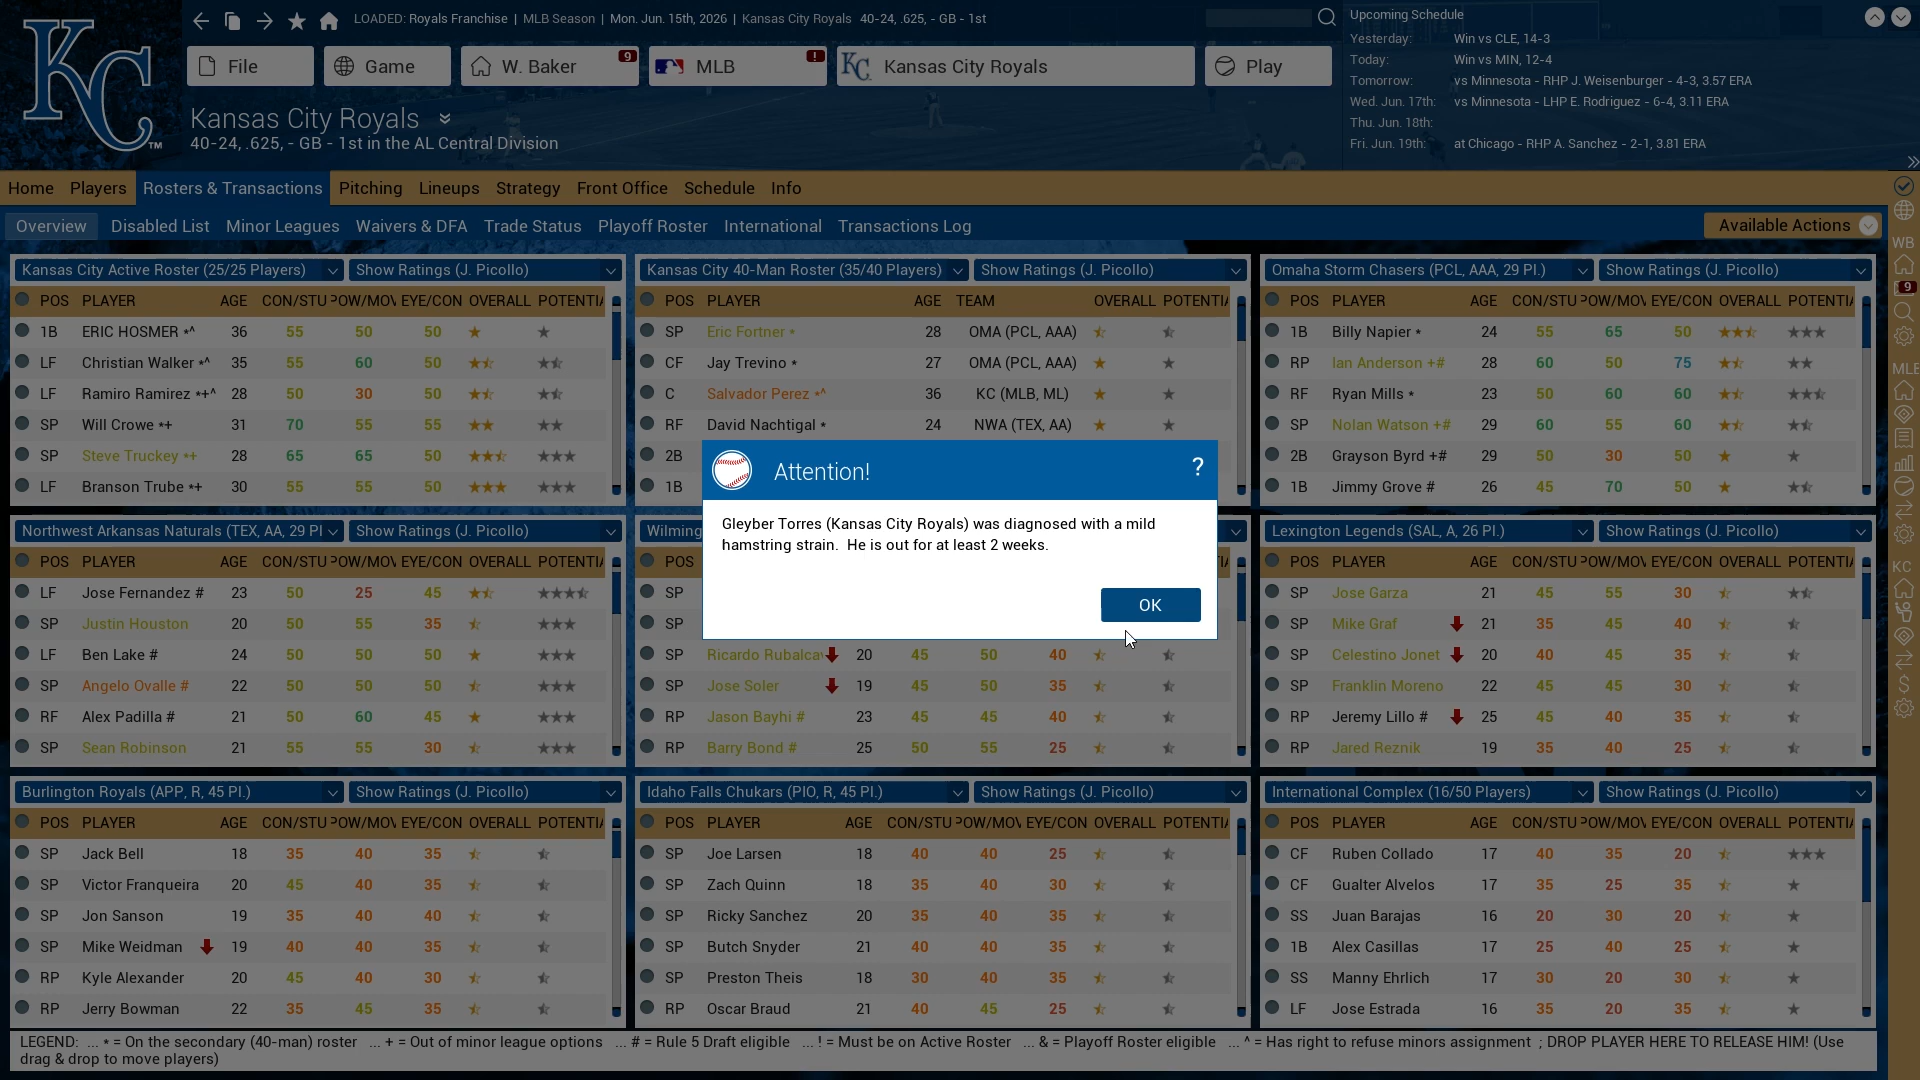 LOADED: Royals Franchise | MLB Season | Mon. Jun. 15th, 2026 | Kansas City Royals 40-24, .625, - GB - 1st
File
Game
W. Baker
9
MLB
!
Kansas City Royals
Play
KC
TM
Kansas City Royals
40-24, .625, - GB - 1st in the AL Central Division
Upcoming Schedule
Yesterday: Win vs CLE, 14-3
Today: Win vs MIN, 12-4
Tomorrow: vs Minnesota - RHP J. Weisenburger - 4-3, 3.57 ERA
Wed. Jun. 17th: vs Minnesota - LHP E. Rodriguez - 6-4, 3.11 ERA
Thu. Jun. 18th:
Fri. Jun. 19th: at Chicago - RHP A. Sanchez - 2-1, 3.81 ERA
Home Players Rosters & Transactions Pitching Lineups Strategy Front Office Schedule Info
Overview Disabled List Minor Leagues Waivers & DFA Trade Status Playoff Roster International Transactions Log
Available Actions
Kansas City Active Roster (25/25 Players) Show Ratings (J. Picollo)
POS PLAYER AGE CON/STU POW/MOV EYE/CON OVERALL POTENTIA
1B ERIC HOSMER *^ 36 55 50 50
LF Christian Walker *^ 35 55 60 50
LF Ramiro Ramirez *+^ 28 50 30 50
SP Will Crowe *+ 31 70 55 55
SP Steve Truckey *+ 28 65 65 50
LF Branson Trube *+ 30 55 55 50
Kansas City 40-Man Roster (35/40 Players) Show Ratings (J. Picollo)
POS PLAYER AGE TEAM OVERALL POTENTIA
SP Eric Fortner * 28 OMA (PCL, AAA)
CF Jay Trevino * 27 OMA (PCL, AAA)
C Salvador Perez *^ 36 KC (MLB, ML)
RF David Nachtigal * 24 NWA (TEX, AA)
2B
1B
Omaha Storm Chasers (PCL, AAA, 29 Pl.) Show Ratings (J. Picollo)
POS PLAYER AGE CON/STU POW/MOV EYE/CON OVERALL POTENTIA
1B Billy Napier * 24 55 65 50
RP Ian Anderson +# 28 60 50 75
RF Ryan Mills * 23 50 60 60
SP Nolan Watson +# 29 60 55 60
2B Grayson Byrd +# 29 50 30 50
1B Jimmy Grove # 26 45 70 50
Attention!
?
Gleyber Torres (Kansas City Royals) was diagnosed with a mild
hamstring strain. He is out for at least 2 weeks.
OK
Northwest Arkansas Naturals (TEX, AA, 29 Pl Show Ratings (J. Picollo)
POS PLAYER AGE CON/STU POW/MOV EYE/CON OVERALL POTENTIA
LF Jose Fernandez # 23 50 25 45
SP Justin Houston 20 50 55 35
LF Ben Lake # 24 50 50 50
SP Angelo Ovalle # 22 50 50 50
RF Alex Padilla # 21 50 60 45
SP Sean Robinson 21 55 55 30
Wilming
POS
SP
SP
SP Ricardo Rubalcav 20 45 50 40
SP Jose Soler 19 45 50 35
RP Jason Bayhi # 23 45 45 40
RP Barry Bond # 25 50 55 25
Lexington Legends (SAL, A, 26 Pl.) Show Ratings (J. Picollo)
POS PLAYER AGE CON/STU POW/MOV EYE/CON OVERALL POTENTIA
SP Jose Garza 21 45 55 30
SP Mike Graf 21 35 45 40
SP Celestino Jonet 20 40 45 35
SP Franklin Moreno 22 45 45 30
RP Jeremy Lillo # 25 45 40 35
RP Jared Reznik 19 35 40 25
Burlington Royals (APP, R, 45 Pl.) Show Ratings (J. Picollo)
POS PLAYER AGE CON/STU POW/MOV EYE/CON OVERALL POTENTIA
SP Jack Bell 18 35 40 35
SP Victor Franqueira 20 45 40 35
SP Jon Sanson 19 35 40 40
SP Mike Weidman 19 40 40 35
RP Kyle Alexander 20 45 40 30
RP Jerry Bowman 22 35 45 35
Idaho Falls Chukars (PIO, R, 45 Pl.) Show Ratings (J. Picollo)
POS PLAYER AGE CON/STU POW/MOV EYE/CON OVERALL POTENTIA
SP Joe Larsen 18 40 40 25
SP Zach Quinn 18 35 40 30
SP Ricky Sanchez 20 35 40 35
SP Butch Snyder 21 40 40 35
SP Preston Theis 18 30 40 35
RP Oscar Braud 21 40 45 25
International Complex (16/50 Players) Show Ratings (J. Picollo)
POS PLAYER AGE CON/STU POW/MOV EYE/CON OVERALL POTENTIA
CF Ruben Collado 17 40 35 20
CF Gualter Alvelos 17 35 25 35
SS Juan Barajas 16 20 30 20
1B Alex Casillas 17 25 40 25
SS Manny Ehrlich 17 30 20 30
LF Jose Estrada 16 35 20 35
WB
9
MLB
KC
$
LEGEND: ... * = On the secondary (40-man) roster ... + = Out of minor league options ... # = Rule 5 Draft eligible ... ! = Must be on Active Roster ... & = Playoff Roster eligible ... ^ = Has right to refuse minors assignment ; DROP PLAYER HERE TO RELEASE HIM! (Use
drag & drop to move players)